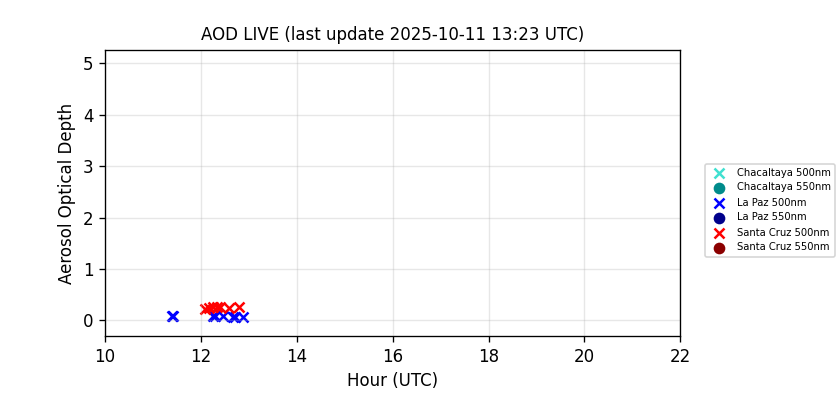 AOD LIVE (last update 2025-10-11 13:23 UTC)
5
4
3
2
1
0
Aerosol Optical Depth
10 12 14 16 18 20 22
Hour (UTC)
Chacaltaya 500nm
Chacaltaya 550nm
La Paz 500nm
La Paz 550nm
Santa Cruz 500nm
Santa Cruz 550nm